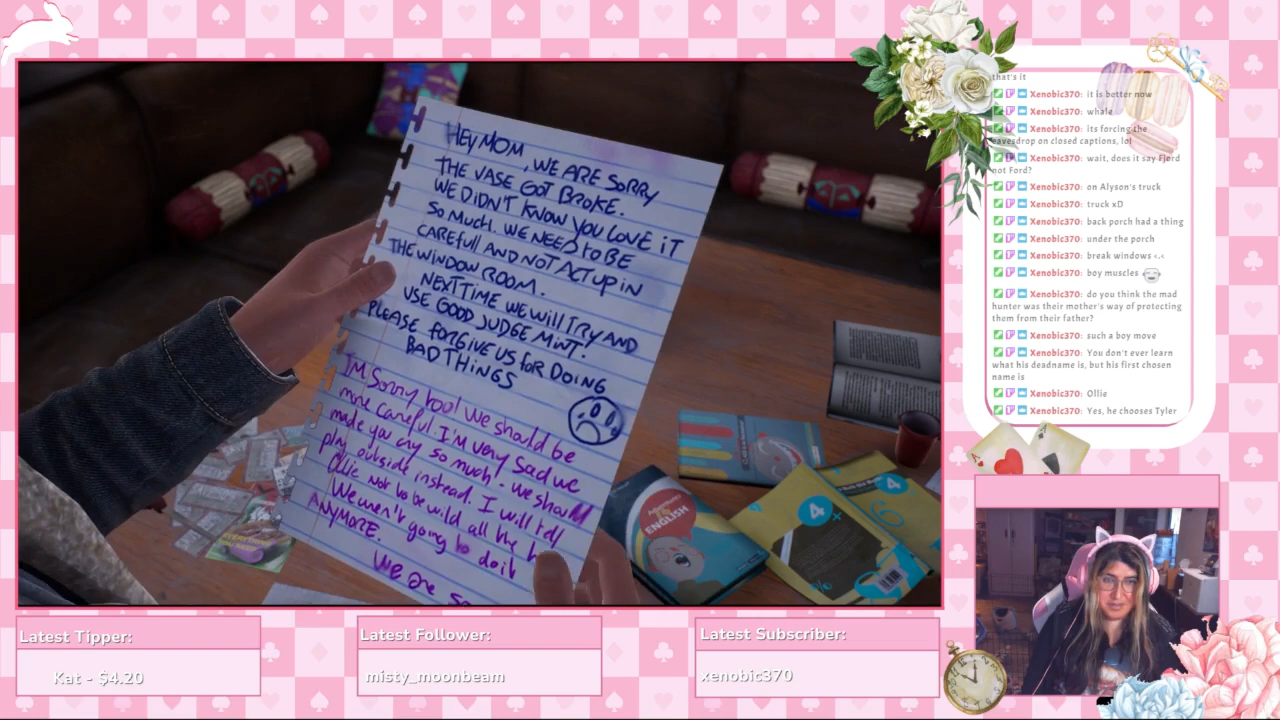 HEY MOM, WE ARE SORRY
THE VASE GOT BROKE.
WE DIDN'T KNOW YOU LOVE IT
SO MUCH. WE NEED TO BE
CAREFULL AND NOT ACT UP IN
THE WINDOW ROOM.
NEXT TIME WE WILL TRY AND
USE GOOD JUDGE MINT.
PLEASE FORGIVE US FOR DOING
BAD THINGS
I'M Sorry too! We should be
more careful. I'M very sad we
made you cry so much. We should
play outside instead. I will tell
Ollie not to be wild all the
We weren't going to do it
ANYMORE.
We are
Adventures
ENGLISH
4
4
EVERYTHING
YOU NEED
that's it
Xenobic370: it is better now
Xenobic370: whale
Xenobic370: its forcing the
eavesdrop on closed captions, lol
Xenobic370: wait, does it say Fjord
not Ford?
Xenobic370: on Alyson's truck
Xenobic370: truck xD
Xenobic370: back porch had a thing
Xenobic370: under the porch
Xenobic370: break windows <.<
Xenobic370: boy muscles
Xenobic370: do you think the mad
hunter was their mother's way of protecting
them from their father?
Xenobic370: such a boy move
Xenobic370: You don't ever learn
what his deadname is, but his first chosen
name is
Xenobic370: Ollie
Xenobic370: Yes, he chooses Tyler
A
A
Latest Tipper:
Kat - $4.20
Latest Follower:
misty_moonbeam
Latest Subscriber:
xenobic370